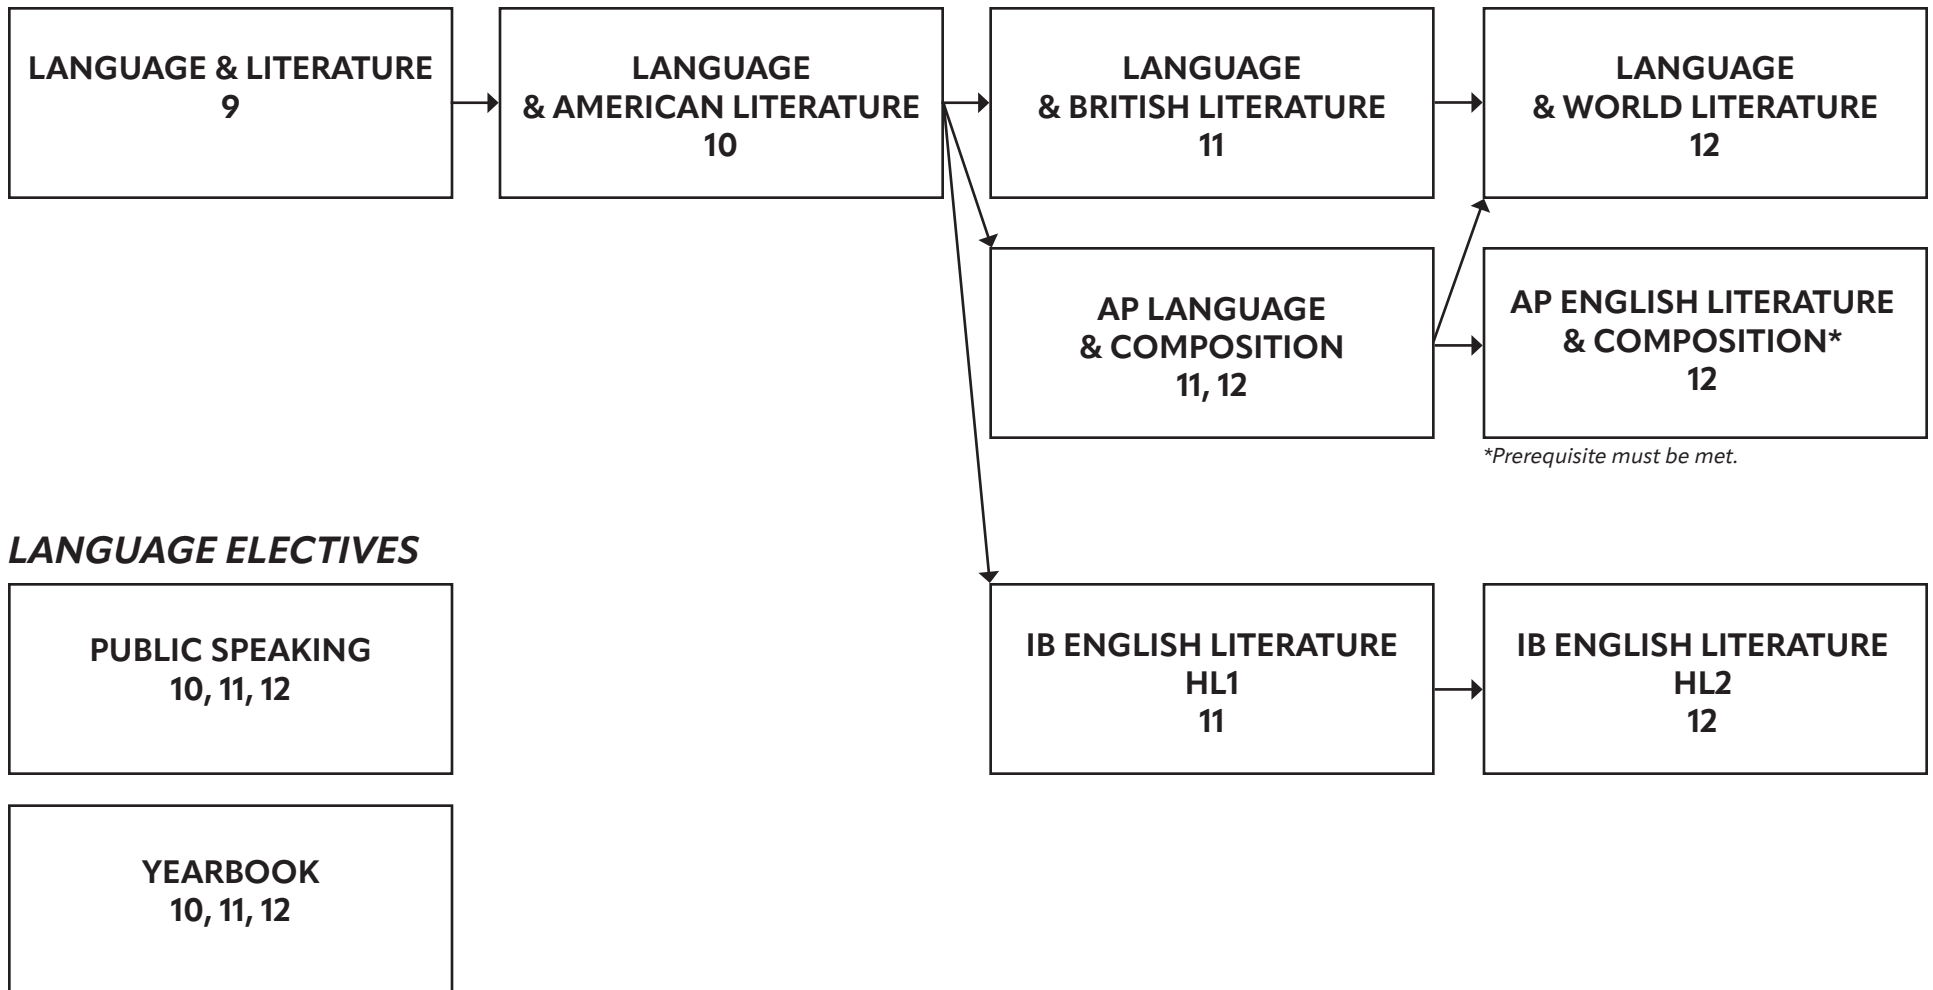 LANGUAGE & LITERATURE
9
LANGUAGE
& AMERICAN LITERATURE
10
LANGUAGE
& BRITISH LITERATURE
11
LANGUAGE
& WORLD LITERATURE
12
AP LANGUAGE
& COMPOSITION
11, 12
AP ENGLISH LITERATURE
& COMPOSITION*
12
*Prerequisite must be met.
LANGUAGE ELECTIVES
PUBLIC SPEAKING
10, 11, 12
IB ENGLISH LITERATURE
HL1
11
IB ENGLISH LITERATURE
HL2
12
YEARBOOK
10, 11, 12